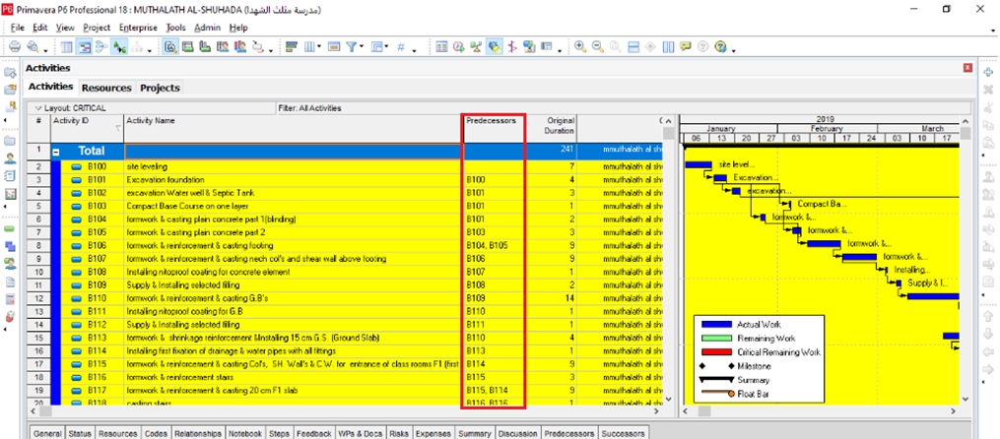 Primavera P6 Professional 18 : MUTHALATH AL-SHUHADA (مدرسة مثلث الشهدا)
File Edit View Project Enterprise Tools Admin Help
Activities
Activities Resources Projects
Layout: CRITICAL Filter: All Activities
# Activity ID Activity Name Predecessors Original Duration 2019
January February March
06 13 20 27 03 10 17 24 03 10 17
1 Total 241 mmuthalath al sh
2 B100 site leveling 7 mmuthalath al sh site level...
3 B101 Excavation foundation B100 4 mmuthalath al sh Excavation...
4 B102 excavation Water well & Septic Tank B101 3 mmuthalath al sh excavation...
5 B103 Compact Base Course on one layer B101 1 mmuthalath al sh Compact Ba...
6 B104 formwork & casting plain concrete part 1(blinding) B101 2 mmuthalath al sh formwork &...
7 B105 formwork & casting plain concrete part 2 B103 3 mmuthalath al sh formwork &...
8 B106 formwork & reinforcement & casting footing B104, B105 9 mmuthalath al sh formwork &...
9 B107 formwork & reinforcement & casting nech col's and shear wall above footing B106 9 mmuthalath al sh formwork &...
10 B108 Installing nitoproof coating for concrete element B107 1 mmuthalath al sh Installing...
11 B109 Supply & Installing selected filling B108 2 mmuthalath al sh Supply & I...
12 B110 formwork & reinforcement & casting G.B's B109 14 mmuthalath al sh
13 B111 Installing nitoproof coating for G.B B110 1 mmuthalath al sh
14 B112 Supply & Installing selected filling B111 1 mmuthalath al sh
15 B113 formwork & shrinkage reinforcement &Installing 15 cm G.S. (Ground Slab) B110 4 mmuthalath al sh
16 B114 Installing first fixation of drainage & water pipes with all fittings B113 1 mmuthalath al sh
17 B115 formwork & reinforcement & casting Col's, SH. Wall's & C.W. for entrance of class rooms F1 (first B114 9 mmuthalath al sh
18 B116 formwork & reinforcement stairs B115 3 mmuthalath al sh
19 B117 formwork & reinforcement & casting 20 cm F1 slab B115, B114 9 mmuthalath al sh
20 B118 casting stairs B116, B116 1 mmuthalath al sh
Actual Work
Remaining Work
Critical Remaining Work
Milestone
Summary
Float Bar
General Status Resources Codes Relationships Notebook Steps Feedback WPs & Docs Risks Expenses Summary Discussion Predecessors Successors